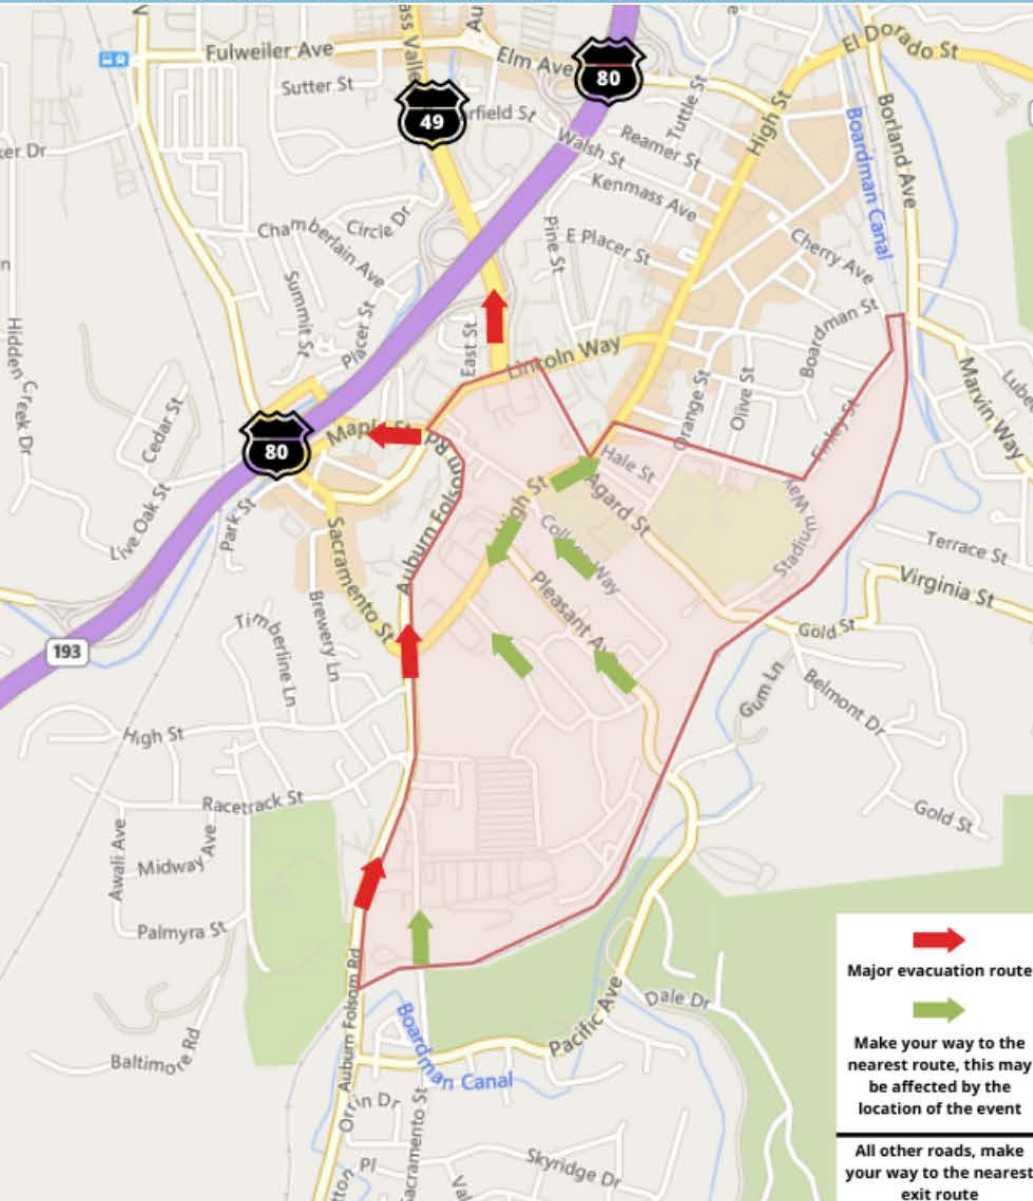 Fulweiler Ave
Elm Ave
80
El Dorado St
Sutter St
49
Tuttle St
High St
Borland Ave
Boardman Canal
Walsh St
Reamer St
Kenmass Ave
Circle Dr
Chamberlain Ave
Pine St
E Placer St
Cherry Ave
Summit St
Placer St
East St
Lincoln Way
Boardman St
Hidden Creek Dr
Marvin Way
Orange St
Olive St
Finley St
Cedar St
80
Maple St
Hale St
Agard St
High St
College Way
Stadium Way
Live Oak St
Park St
Auburn Folsom Rd
Sacramento St
Pleasant Av
Terrace St
Virginia St
Brewery Ln
Timberline Ln
Gold St
193
Gum Ln
Belmont Dr
High St
Racetrack St
Gold St
Awali Ave
Midway Ave
Palmyra St
Auburn Folsom Rd
Boardman Canal
Pacific Ave
Dale Dr
Baltimore Rd
Orrin Dr
Sacramento St
Skyridge Dr
Pl
Major evacuation route
Make your way to the
nearest route, this may
be affected by the
location of the event
All other roads, make
your way to the nearest
exit route